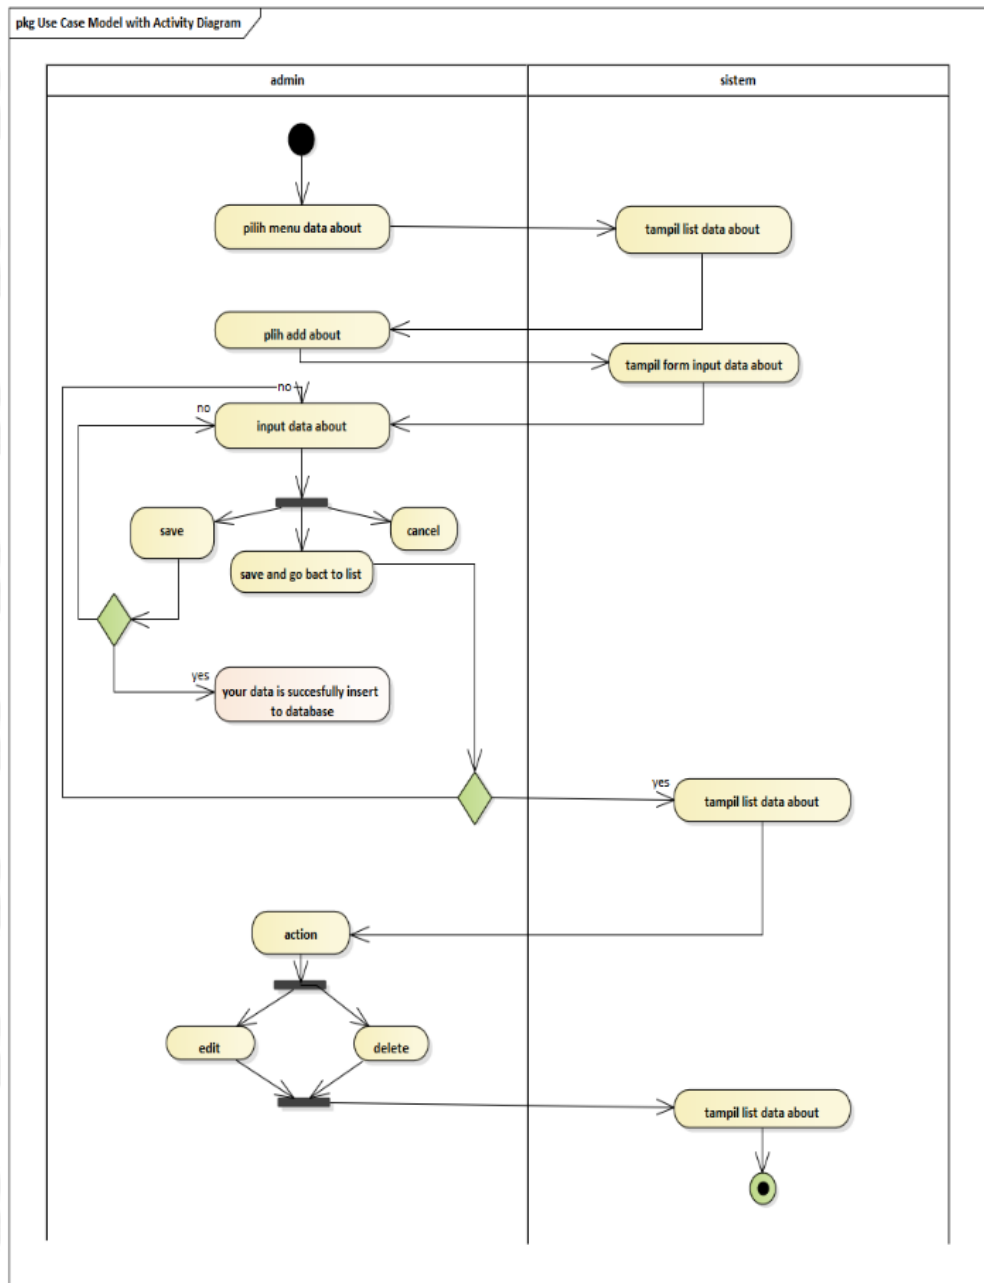 pkg Use Case Model with Activity Diagram
admin
sistem
pilih menu data about
tampil list data about
plih add about
tampil form input data about
no
no
input data about
save
cancel
save and go bact to list
yes
your data is succesfully insert
to database
yes
tampil list data about
action
edit
delete
tampil list data about